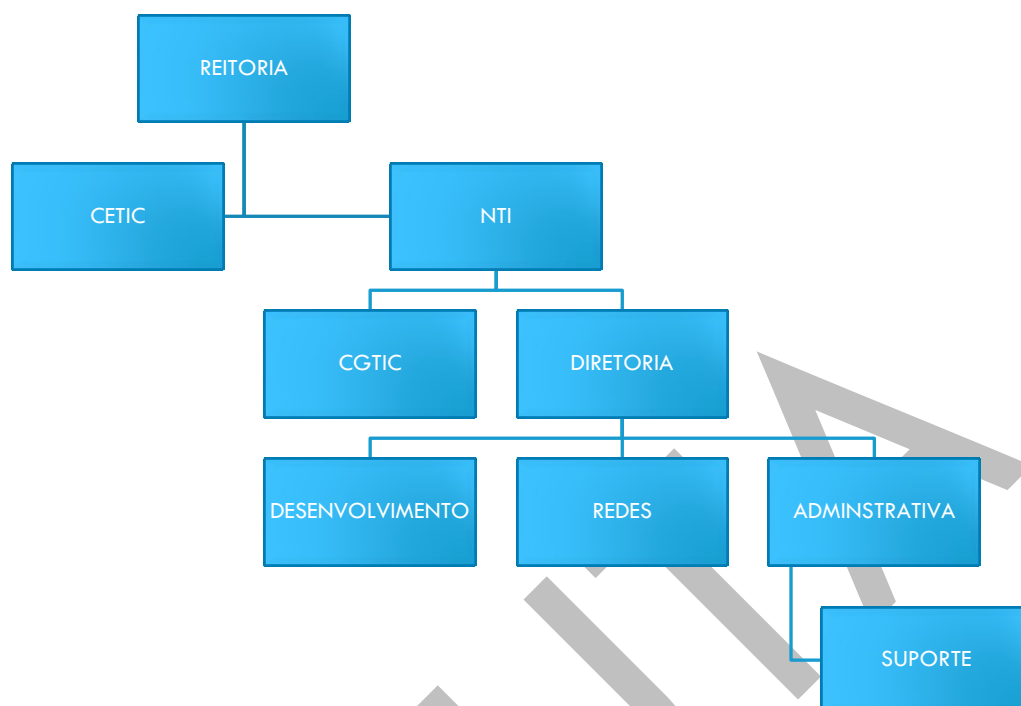 REITORIA
CETIC
NTI
CGTIC
DIRETORIA
DESENVOLVIMENTO
REDES
ADMINSTRATIVA
SUPORTE